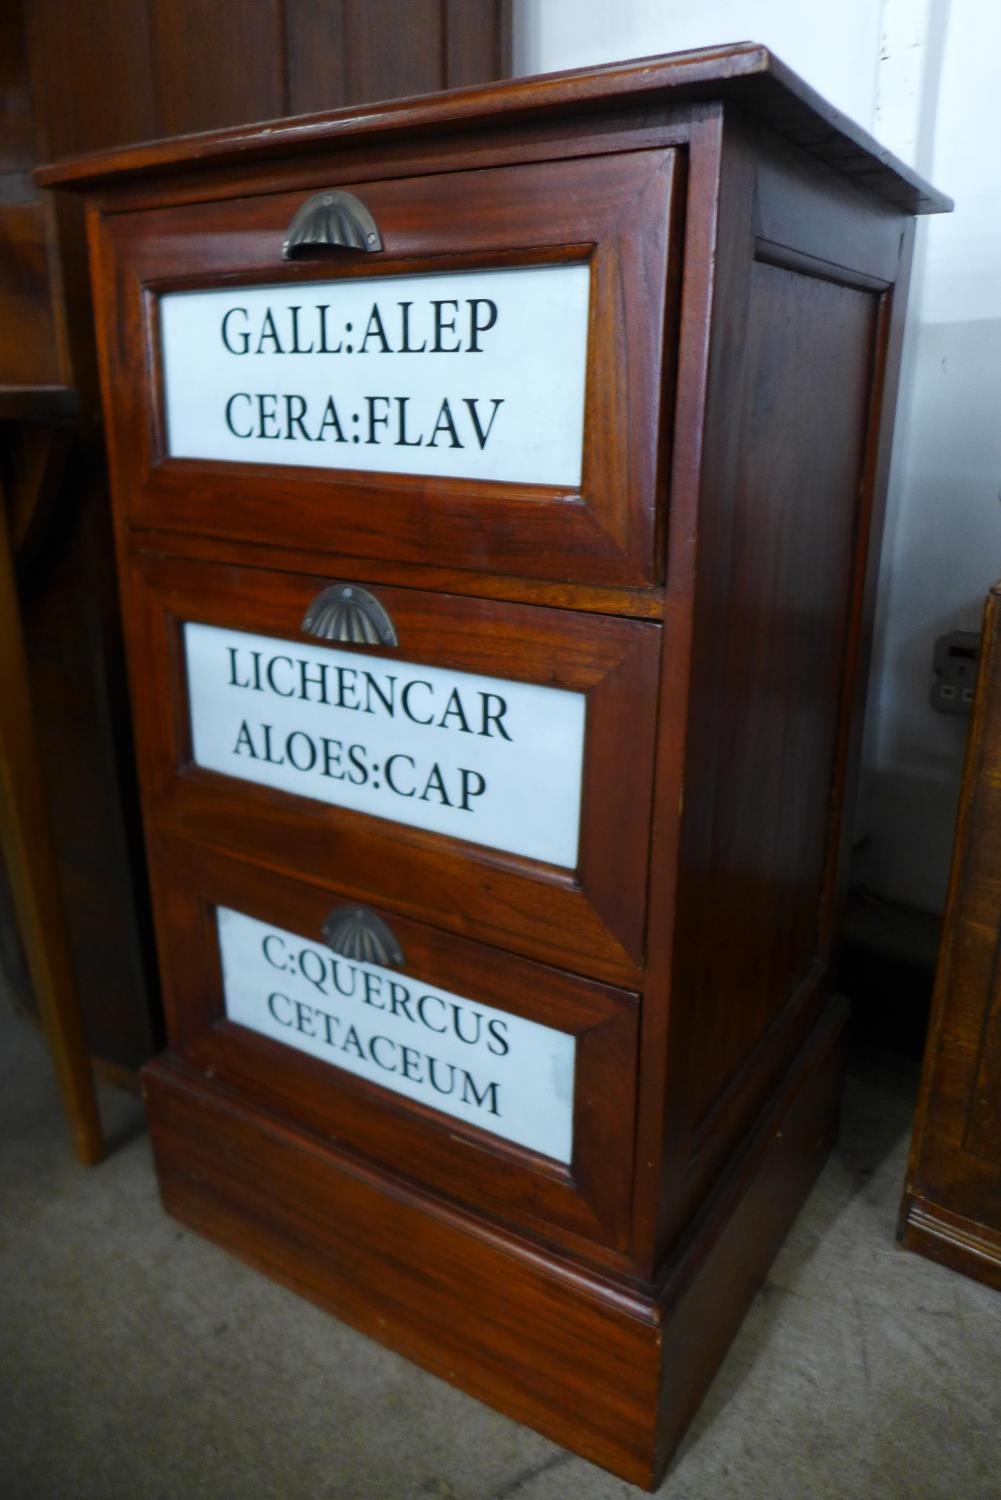 GALL:ALEP
CERA:FLAV
LICHENCAR
ALOES:CAP
C:QUERCUS
CETACEUM